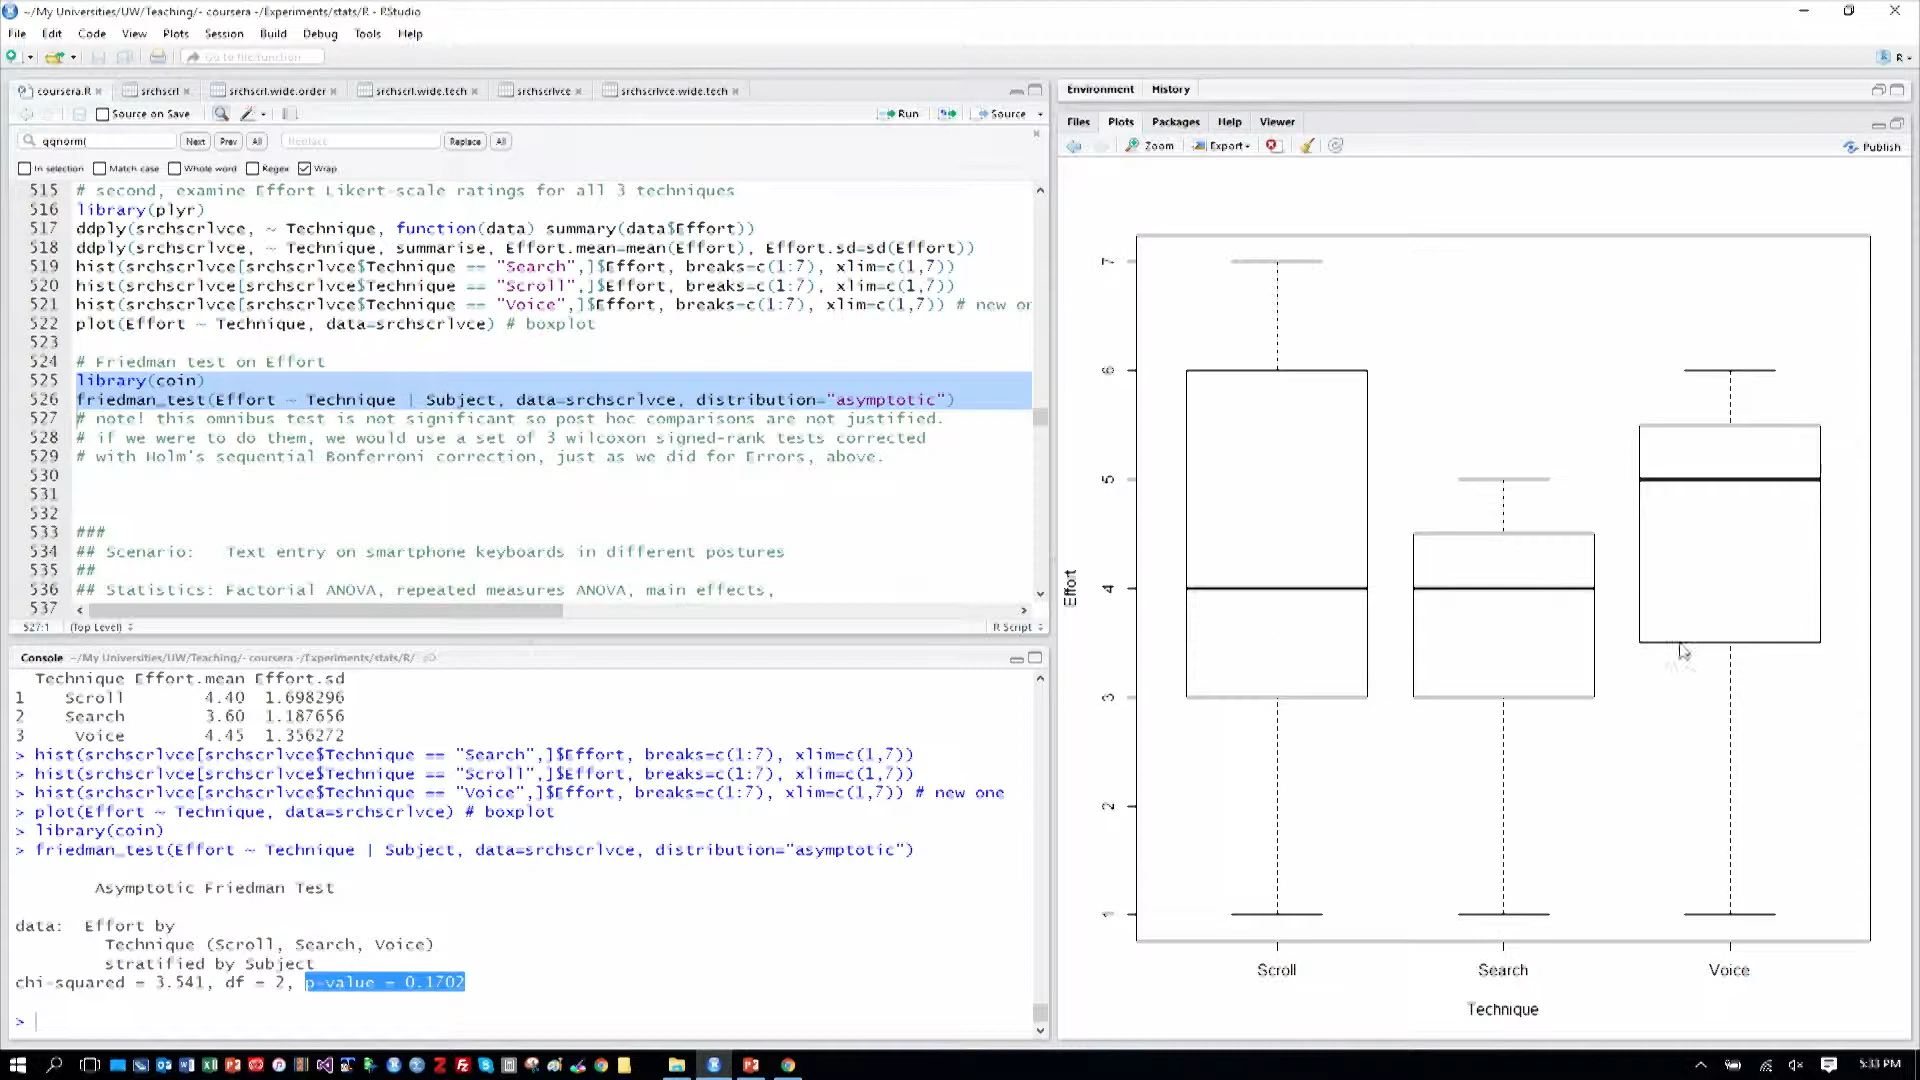 ~/My Universities/UW/Teaching/- coursera -/Experiments/stats/R - RStudio
File Edit Code View Plots Session Build Debug Tools Help
Go to file/function
R
coursera.R srchscrl srchscrl.wide.order srchscrl.wide.tech srchscrlvce srchscrlvce.wide.tech
Source on Save Run Source
qqnorm( Next Prev All Replace Replace All
In selection Match case Whole word Regex Wrap
515 # second, examine Effort Likert-scale ratings for all 3 techniques
516 library(plyr)
517 ddply(srchscrlvce, ~ Technique, function(data) summary(data$Effort))
518 ddply(srchscrlvce, ~ Technique, summarise, Effort.mean=mean(Effort), Effort.sd=sd(Effort))
519 hist(srchscrlvce[srchscrlvce$Technique == "Search",]$Effort, breaks=c(1:7), xlim=c(1,7))
520 hist(srchscrlvce[srchscrlvce$Technique == "Scroll",]$Effort, breaks=c(1:7), xlim=c(1,7))
521 hist(srchscrlvce[srchscrlvce$Technique == "Voice",]$Effort, breaks=c(1:7), xlim=c(1,7)) # new on
522 plot(Effort ~ Technique, data=srchscrlvce) # boxplot
523
524 # Friedman test on Effort
525 library(coin)
526 friedman_test(Effort ~ Technique | Subject, data=srchscrlvce, distribution="asymptotic")
527 # note! this omnibus test is not significant so post hoc comparisons are not justified.
528 # if we were to do them, we would use a set of 3 wilcoxon signed-rank tests corrected
529 # with Holm's sequential Bonferroni correction, just as we did for Errors, above.
530
531
532
533 ###
534 ## Scenario: Text entry on smartphone keyboards in different postures
535 ##
536 ## Statistics: Factorial ANOVA, repeated measures ANOVA, main effects,
537
527:1 (Top Level) R Script
Console ~/My Universities/UW/Teaching/- coursera -/Experiments/stats/R/
Technique Effort.mean Effort.sd
1 Scroll 4.40 1.698296
2 Search 3.60 1.187656
3 Voice 4.45 1.356272
> hist(srchscrlvce[srchscrlvce$Technique == "Search",]$Effort, breaks=c(1:7), xlim=c(1,7))
> hist(srchscrlvce[srchscrlvce$Technique == "Scroll",]$Effort, breaks=c(1:7), xlim=c(1,7))
> hist(srchscrlvce[srchscrlvce$Technique == "Voice",]$Effort, breaks=c(1:7), xlim=c(1,7)) # new one
> plot(Effort ~ Technique, data=srchscrlvce) # boxplot
> library(coin)
> friedman_test(Effort ~ Technique | Subject, data=srchscrlvce, distribution="asymptotic")
Asymptotic Friedman Test
data: Effort by
Technique (Scroll, Search, Voice)
stratified by Subject
chi-squared = 3.541, df = 2, p-value = 0.1702
>
Environment History
Files Plots Packages Help Viewer
Zoom Export Publish
7
6
5
4
3
2
1
Effort
Scroll Search Voice
Technique
5:33 PM